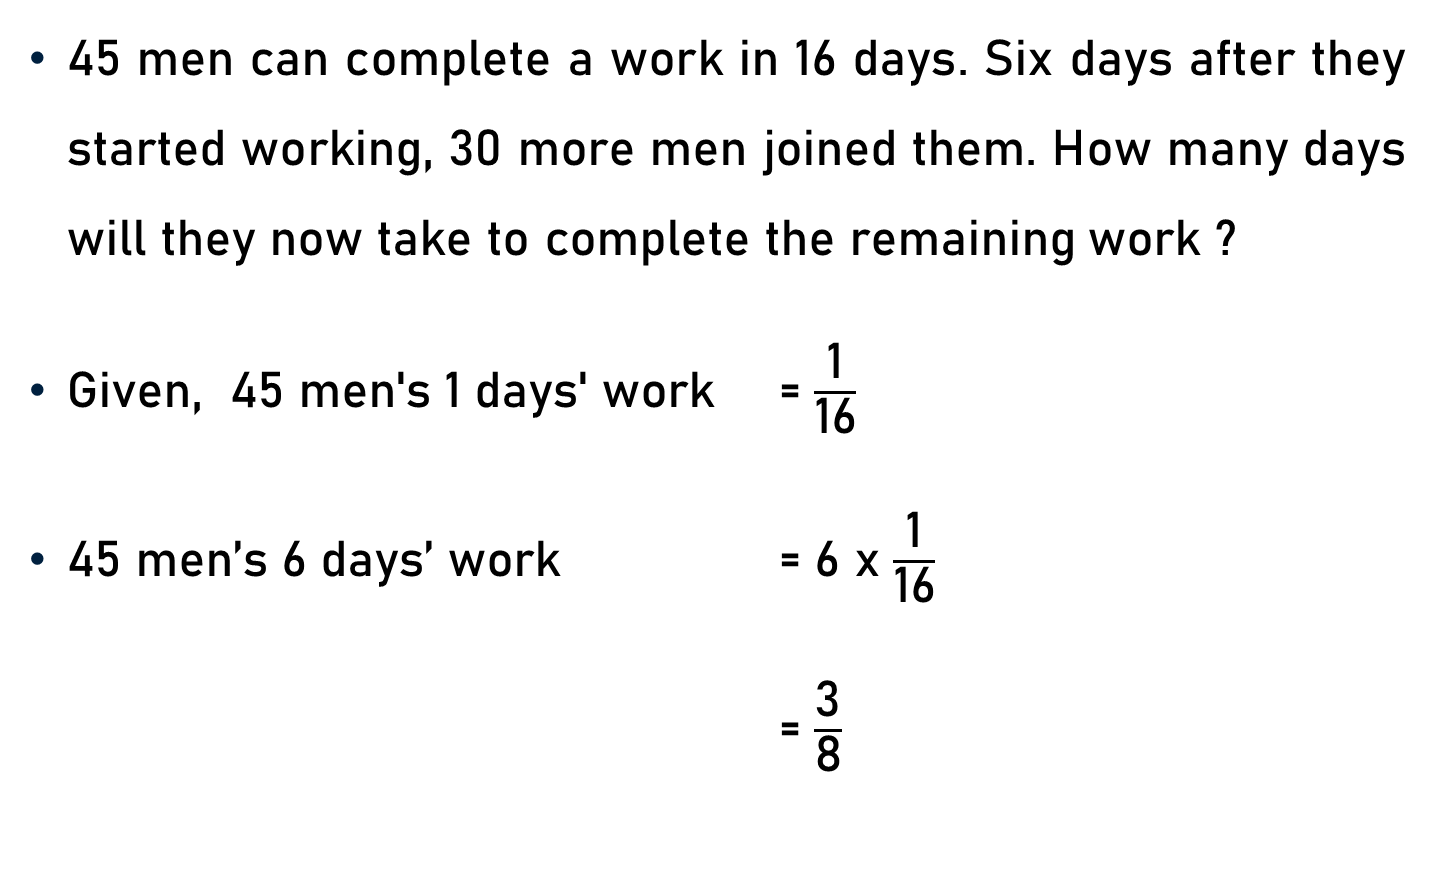 • 45 men can complete a work in 16 days. Six days after they
started working, 30 more men joined them. How many days
will they now take to complete the remaining work ?
• Given,  45 men's 1 days' work = 1/16
• 45 men’s 6 days’ work = 6 x 1/16
= 3/8